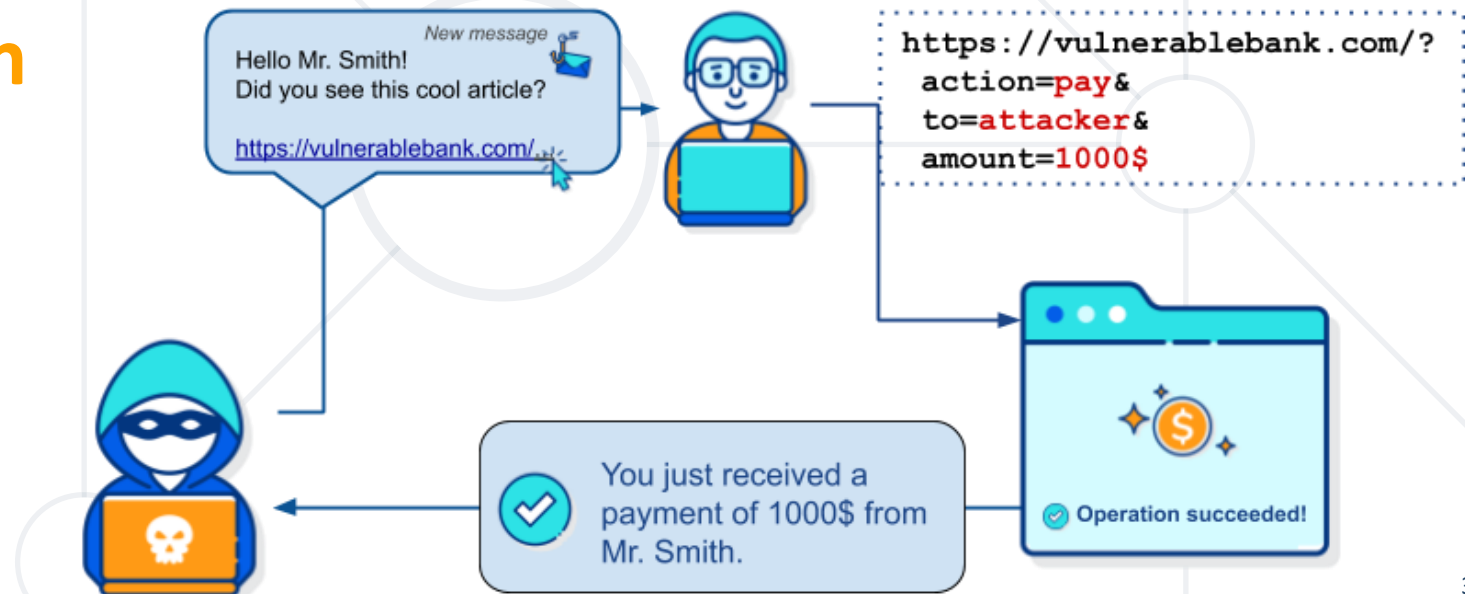 n
New message
Hello Mr. Smith!
Did you see this cool article?
https://vulnerablebank.com/...
https://vulnerablebank.com/?
action=pay&
to=attacker&
amount=1000$
$
Operation succeeded!
You just received a
payment of 1000$ from
Mr. Smith.